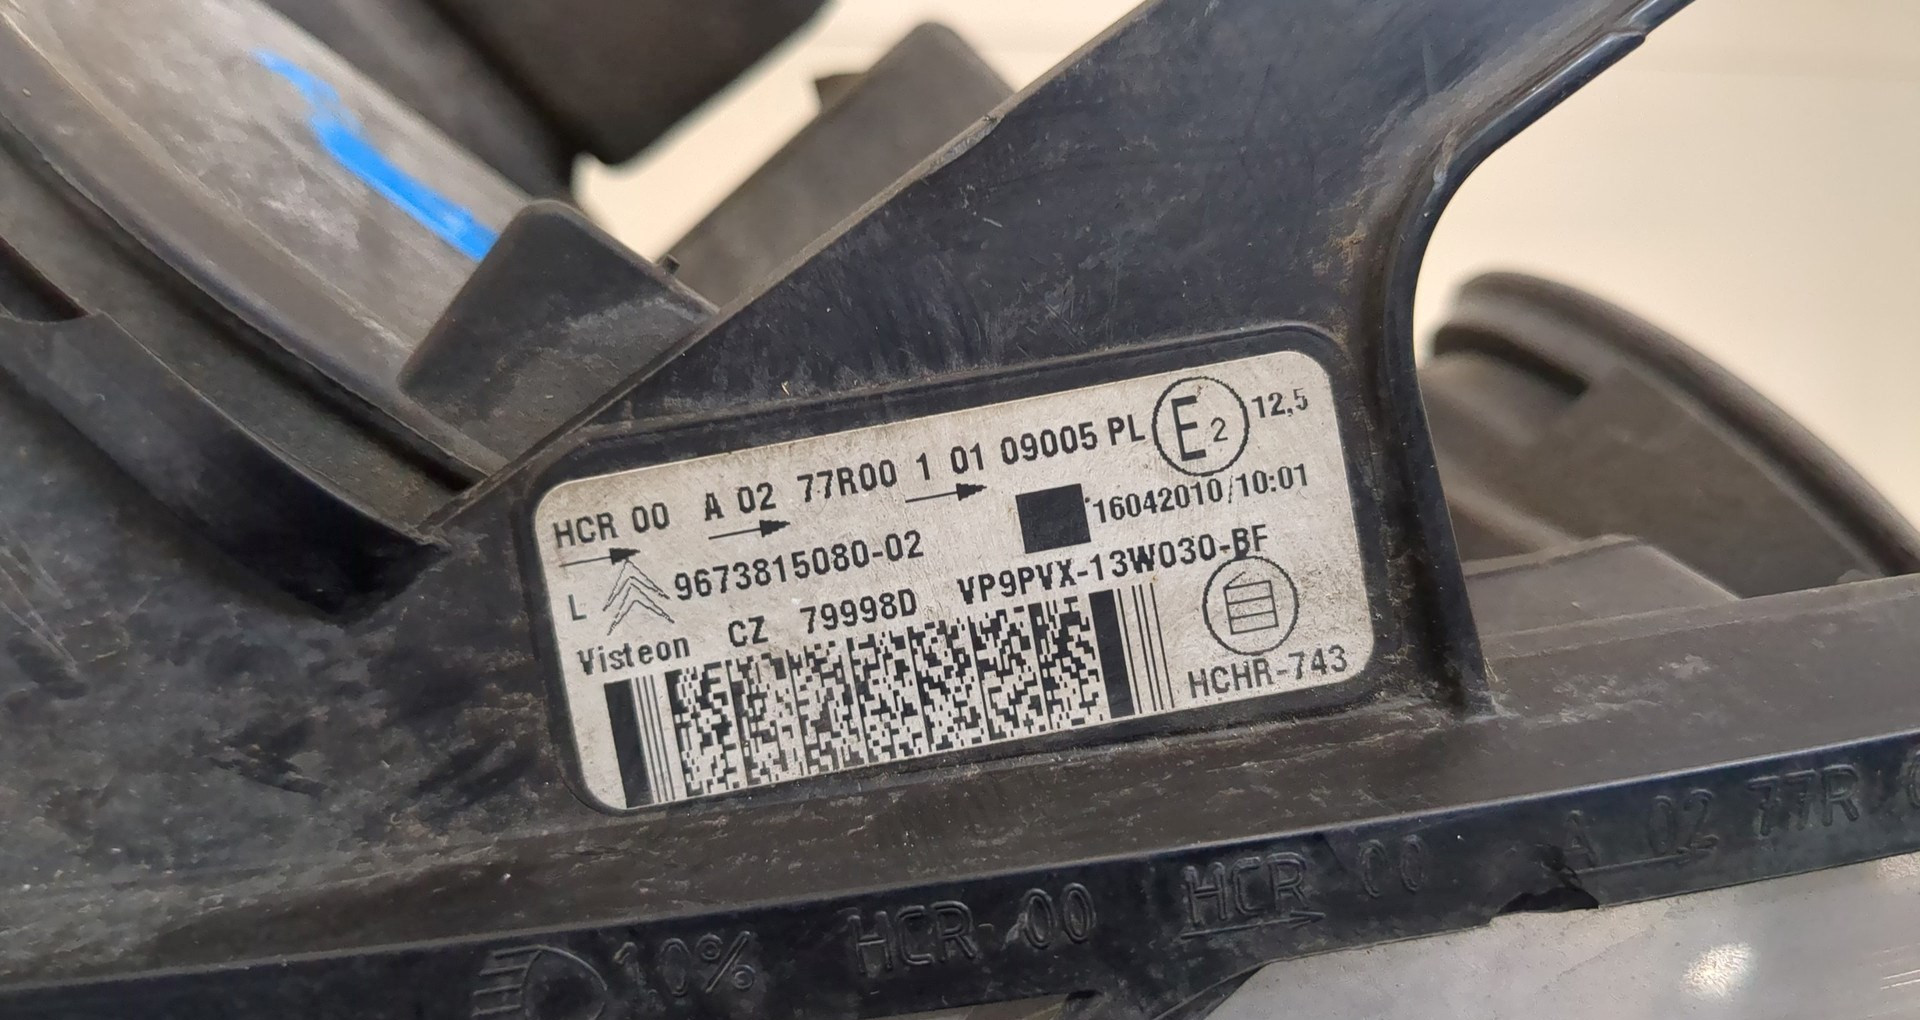 HCR 00 A 02 77R00 1 01 09005 PL E2 12,5
L 9673815080-02 16042010/10:01
Visteon CZ 79998D VP9PVX-13W030-BF
HCHR-743
10% HCR 00 HCR 00 A 02 77R